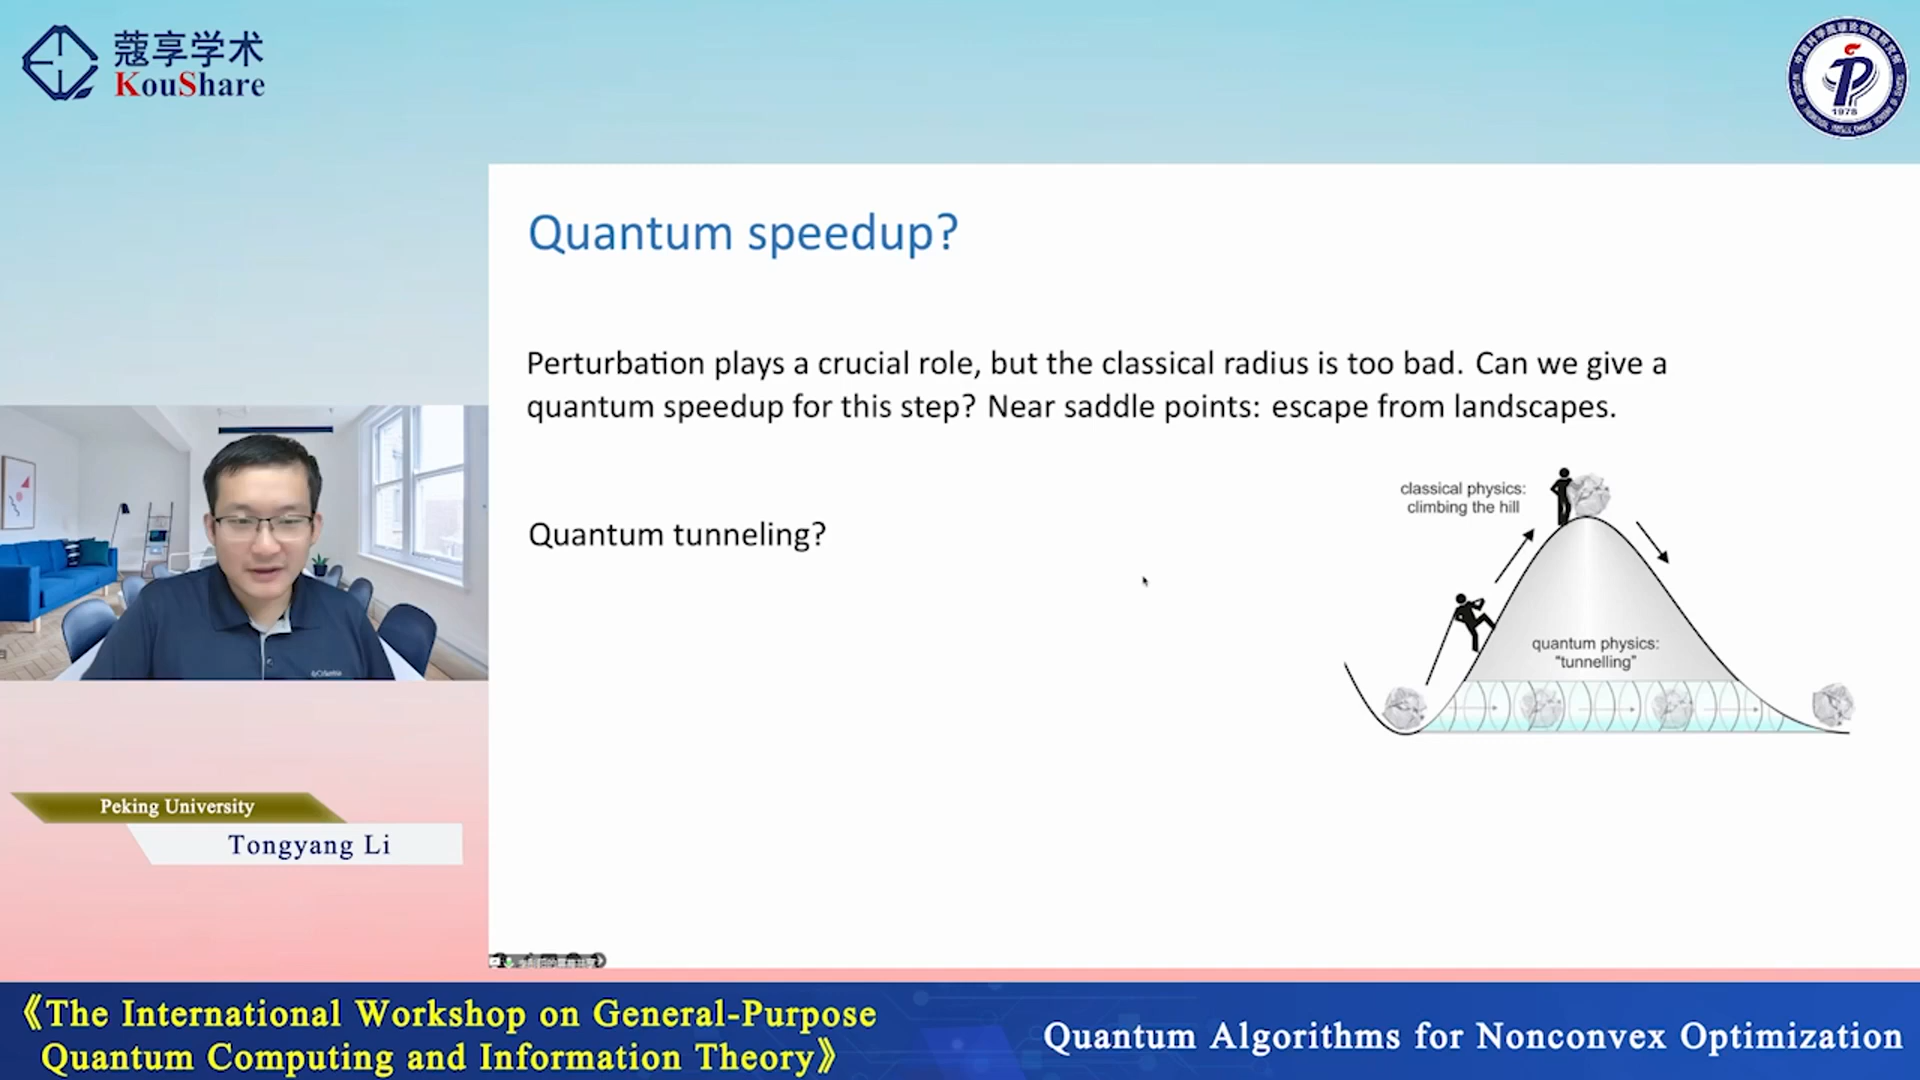 蔻享学术
KouShare
1978
Quantum speedup?
Perturbation plays a crucial role, but the classical radius is too bad. Can we give a
quantum speedup for this step? Near saddle points: escape from landscapes.
classical physics:
climbing the hill
Quantum tunneling?
quantum physics:
“tunnelling”
Peking University
Tongyang Li
《The International Workshop on General-Purpose
Quantum Computing and Information Theory》
Quantum Algorithms for Nonconvex Optimization